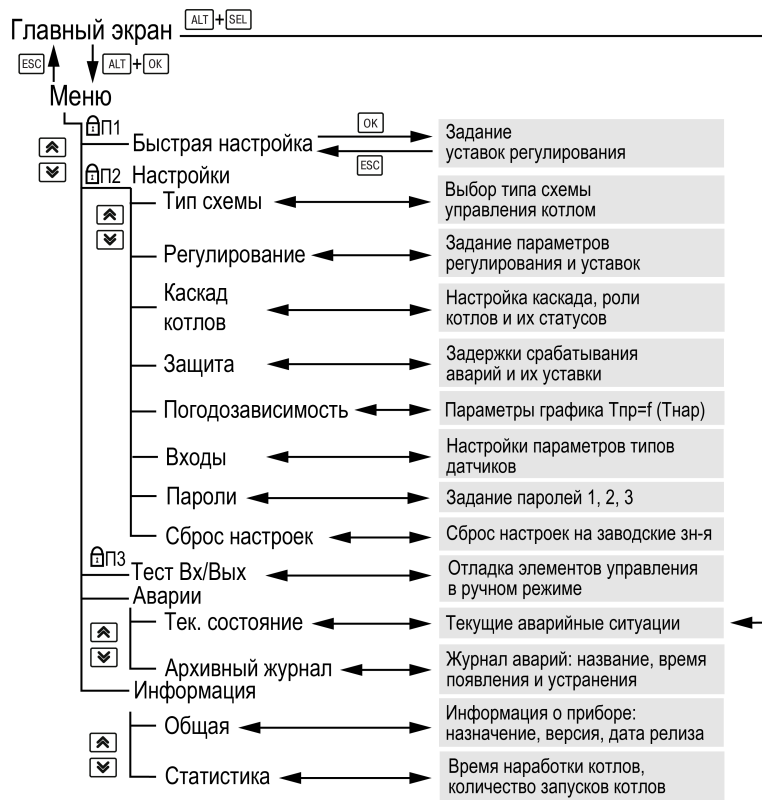 Главный экран
ALT+SEL
ESC
ALT+OK
Меню
П1
Быстрая настройка
OK
ESC
Задание
уставок регулирования
П2 Настройки
Тип схемы
Выбор типа схемы
управления котлом
Регулирование
Задание параметров
регулирования и уставок
Каскад
котлов
Настройка каскада, роли
котлов и их статусов
Защита
Задержки срабатывания
аварий и их уставки
Погодозависимость
Параметры графика Тпр=f (Тнар)
Входы
Настройки параметров типов
датчиков
Пароли
Задание паролей 1, 2, 3
Сброс настроек
Сброс настроек на заводские зн-я
П3
Тест Вх/Вых
Отладка элементов управления
в ручном режиме
Аварии
Тек. состояние
Текущие аварийные ситуации
Архивный журнал
Журнал аварий: название, время
появления и устранения
Информация
Общая
Информация о приборе:
назначение, версия, дата релиза
Статистика
Время наработки котлов,
количество запусков котлов